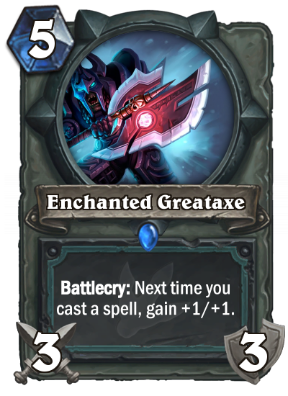 5
Enchanted Greataxe
Battlecry: Next time you
cast a spell, gain +1/+1.
3
3